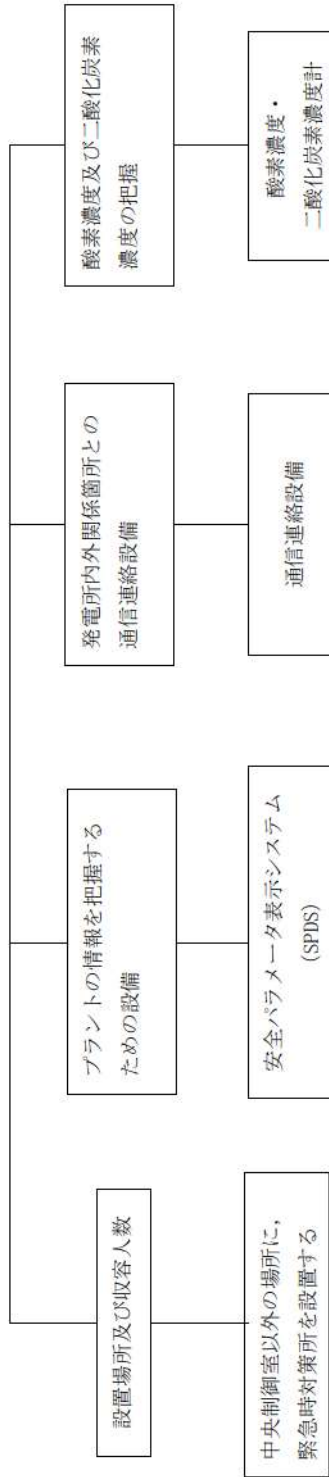 設置場所及び収容人数
中央制御室以外の場所に，
緊急時対策所を設置する
プラントの情報を把握する
ための設備
安全パラメータ表示システム
(SPDS)
発電所内外関係箇所との
通信連絡設備
通信連絡設備
酸素濃度及び二酸化炭素
濃度の把握
酸素濃度・
二酸化炭素濃度計